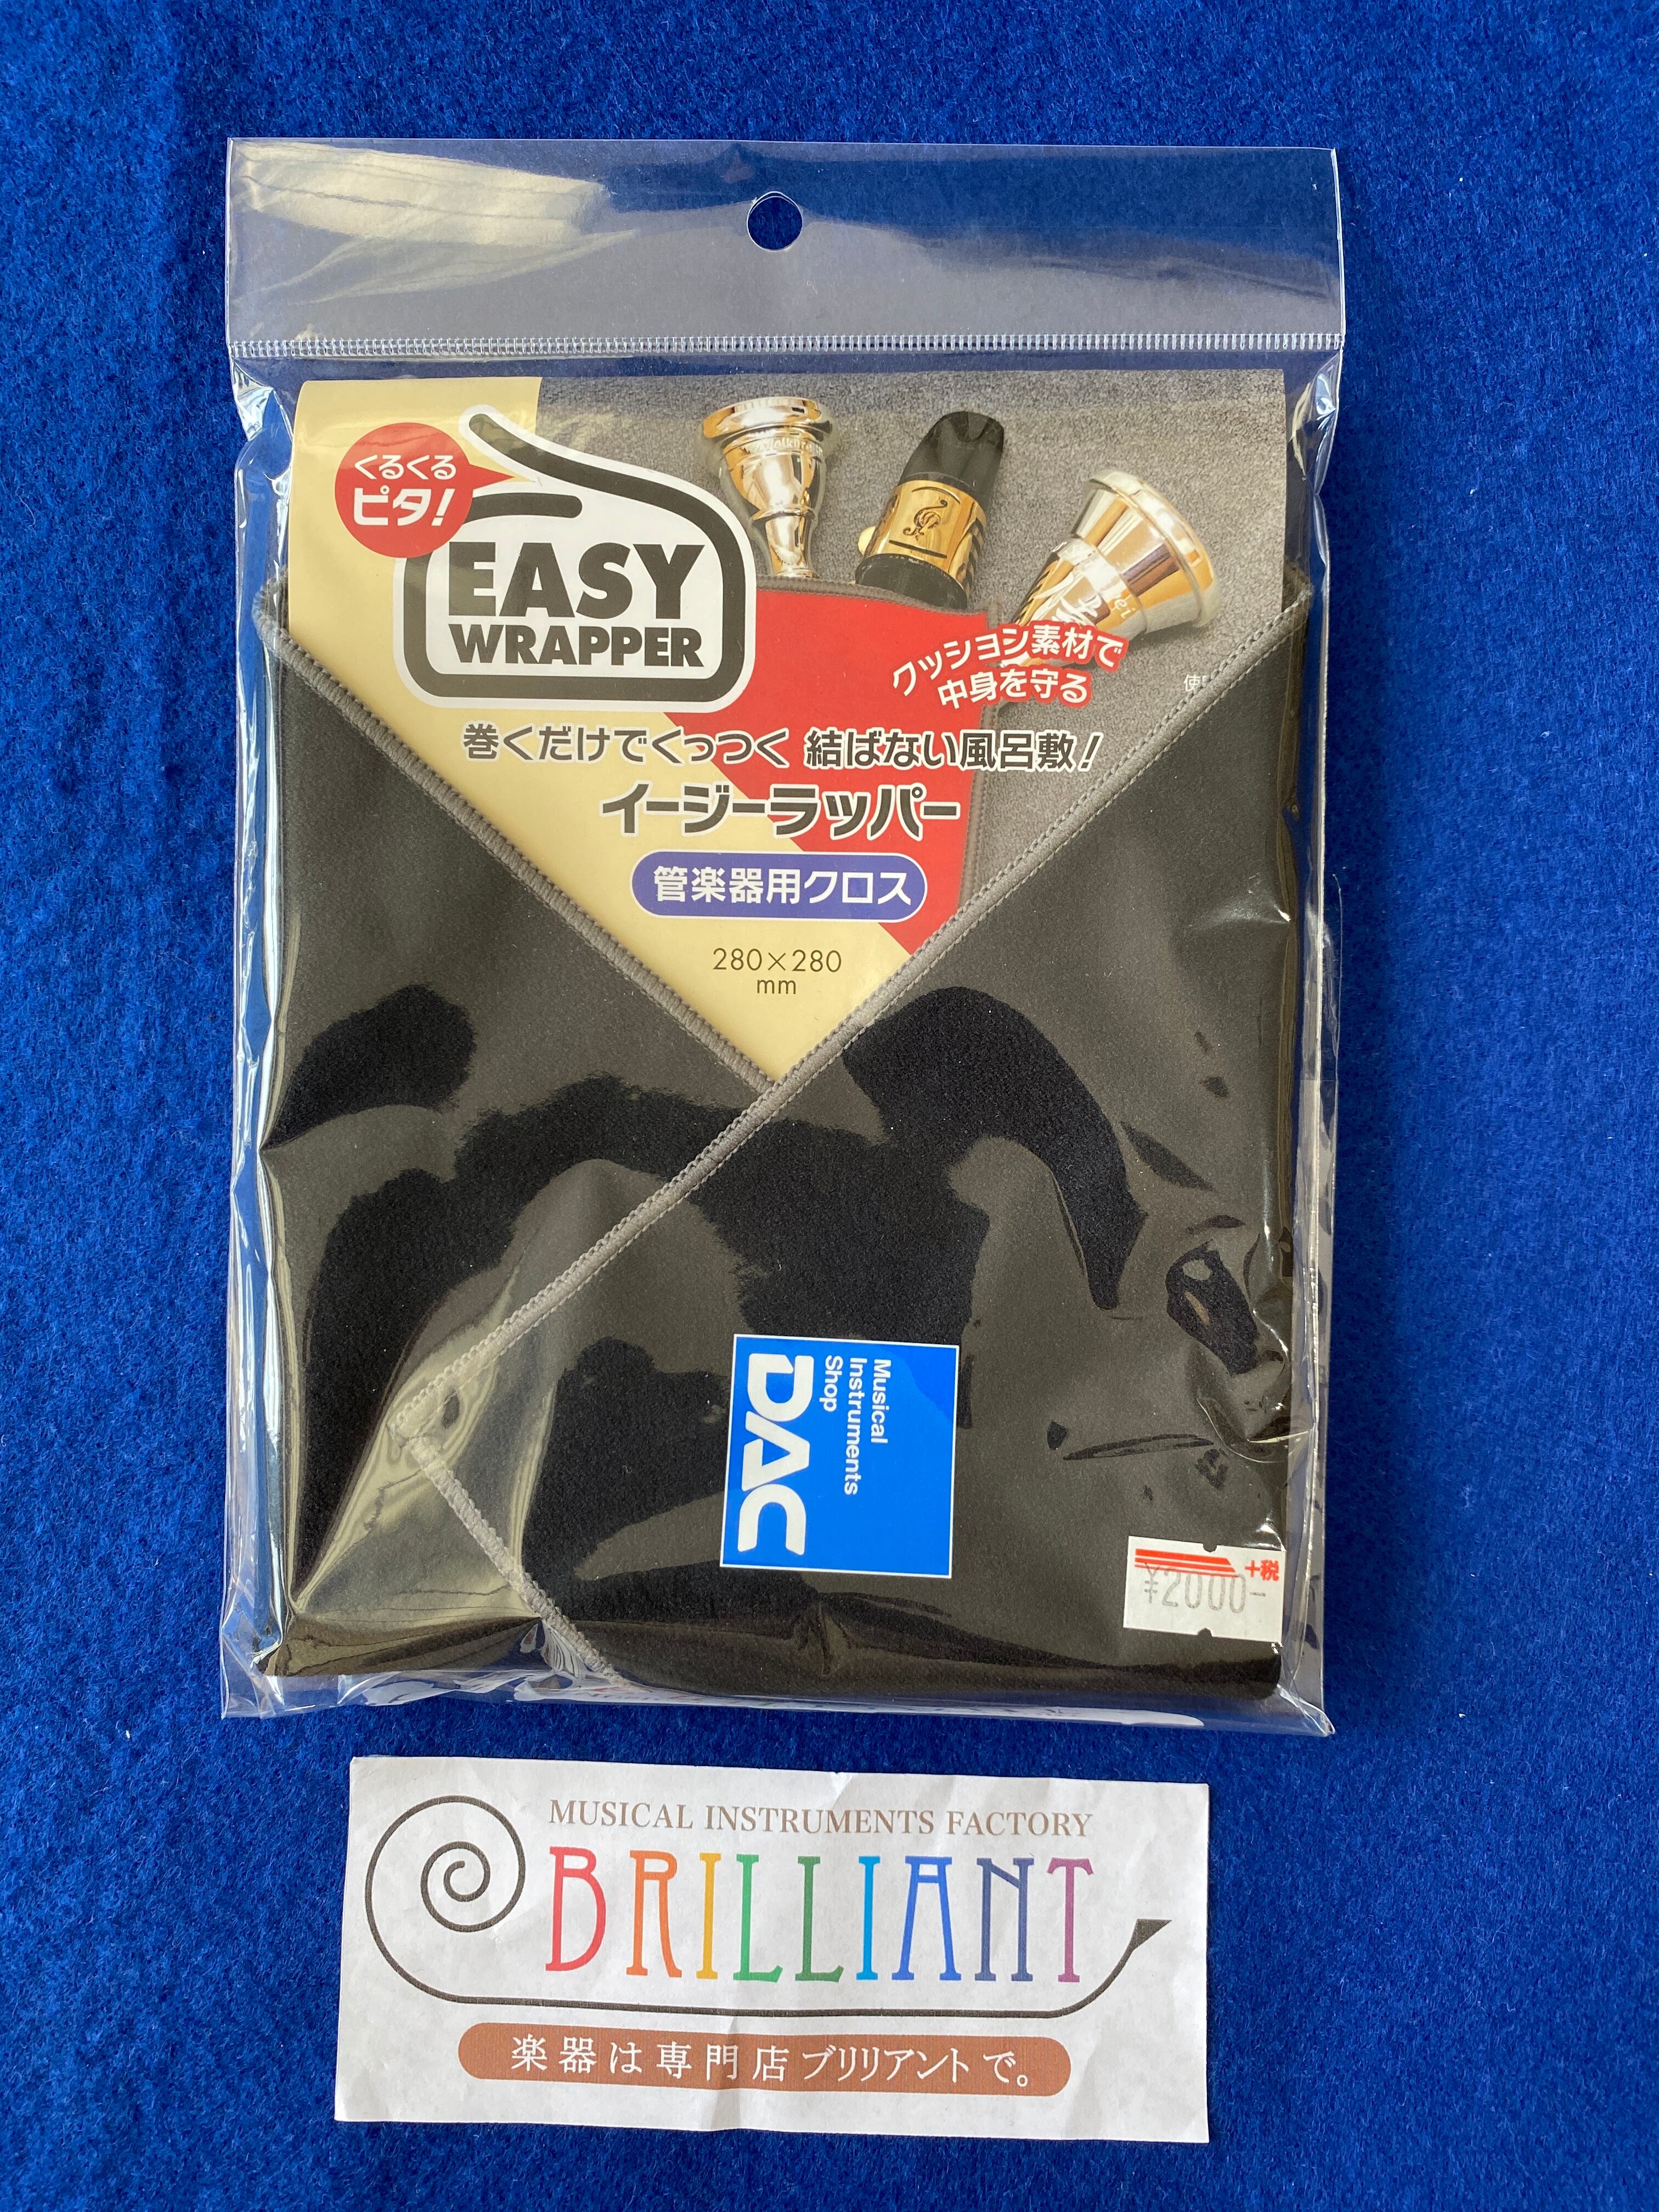 くるくる
ピタ!
EASY
WRAPPER
クッション素材で
中身を守る
巻くだけでくっつく 結ばない風呂敷!
イージーラッパー
管楽器用クロス
280×280
mm
Musical
Instruments
Shop
DAC
+税
¥2000-
MUSICAL INSTRUMENTS FACTORY
BRILLIANT
楽器は専門店ブリリアントで。